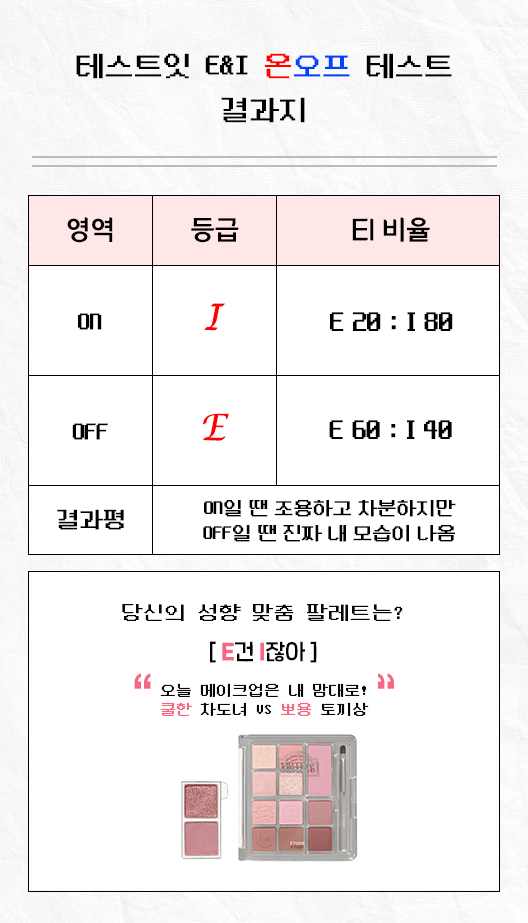 테스트잇 E&I 온오프 테스트
결과지
영역 등급 EI 비율
ON I E 20 : I 80
OFF E E 60 : I 40
결과평 ON일 땐 조용하고 차분하지만
OFF일 땐 진짜 내 모습이 나옴
당신의 성향 맞춤 팔레트는?
[ E건 I잖아 ]
“ 오늘 메이크업은 내 맘대로! ”
쿨한 차도녀 VS 뽀용 토끼상
ETUDE